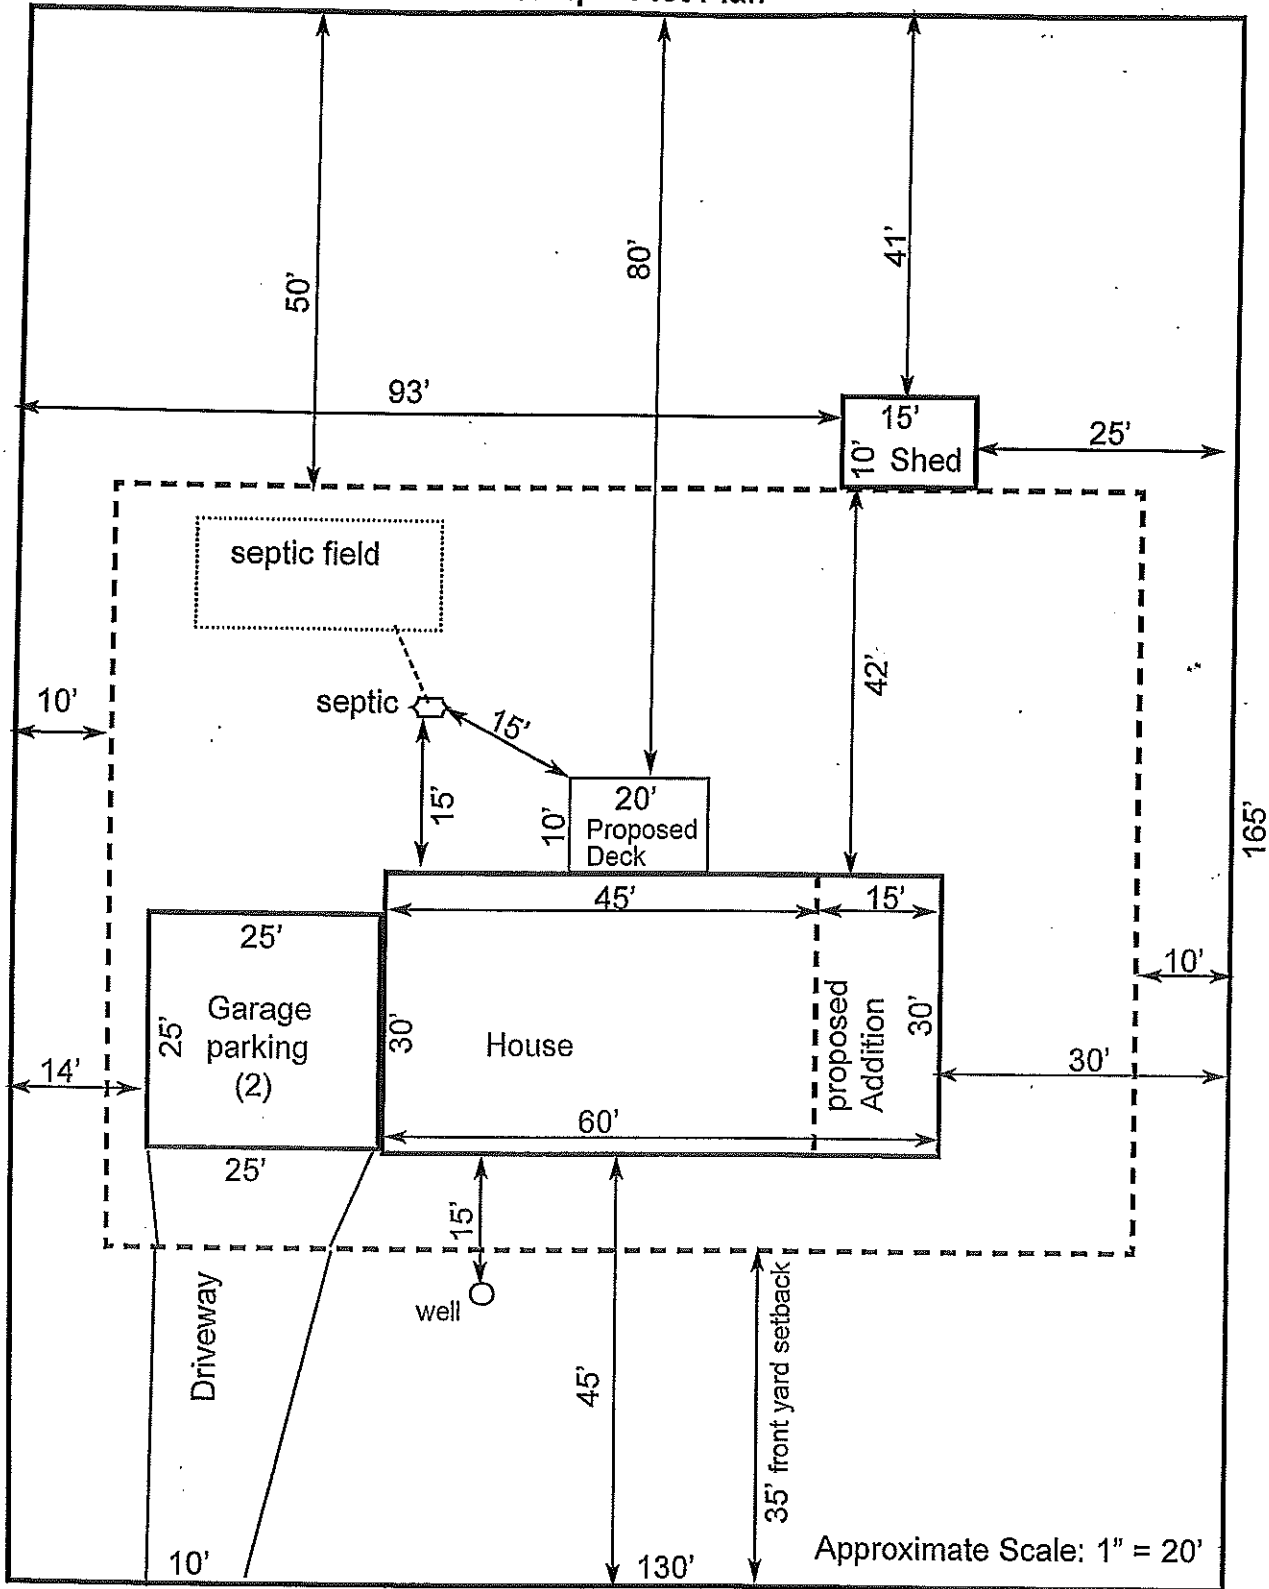 Plot Plan
50'
80'
41'
93'
15'
10'
Shed
25'
septic field
10'
septic
15'
15'
42'
20'
10'
Proposed
Deck
165'
45'
15'
25'
25'
Garage
parking
(2)
30'
House
proposed
Addition
30'
10'
14'
30'
60'
25'
15'
well
Driveway
45'
35' front yard setback
10'
130'
Approximate Scale: 1" = 20'